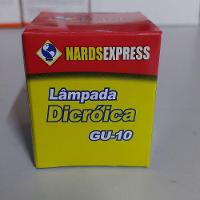 NARDSEXPRESS
Lâmpada
Dicróica
GU-10